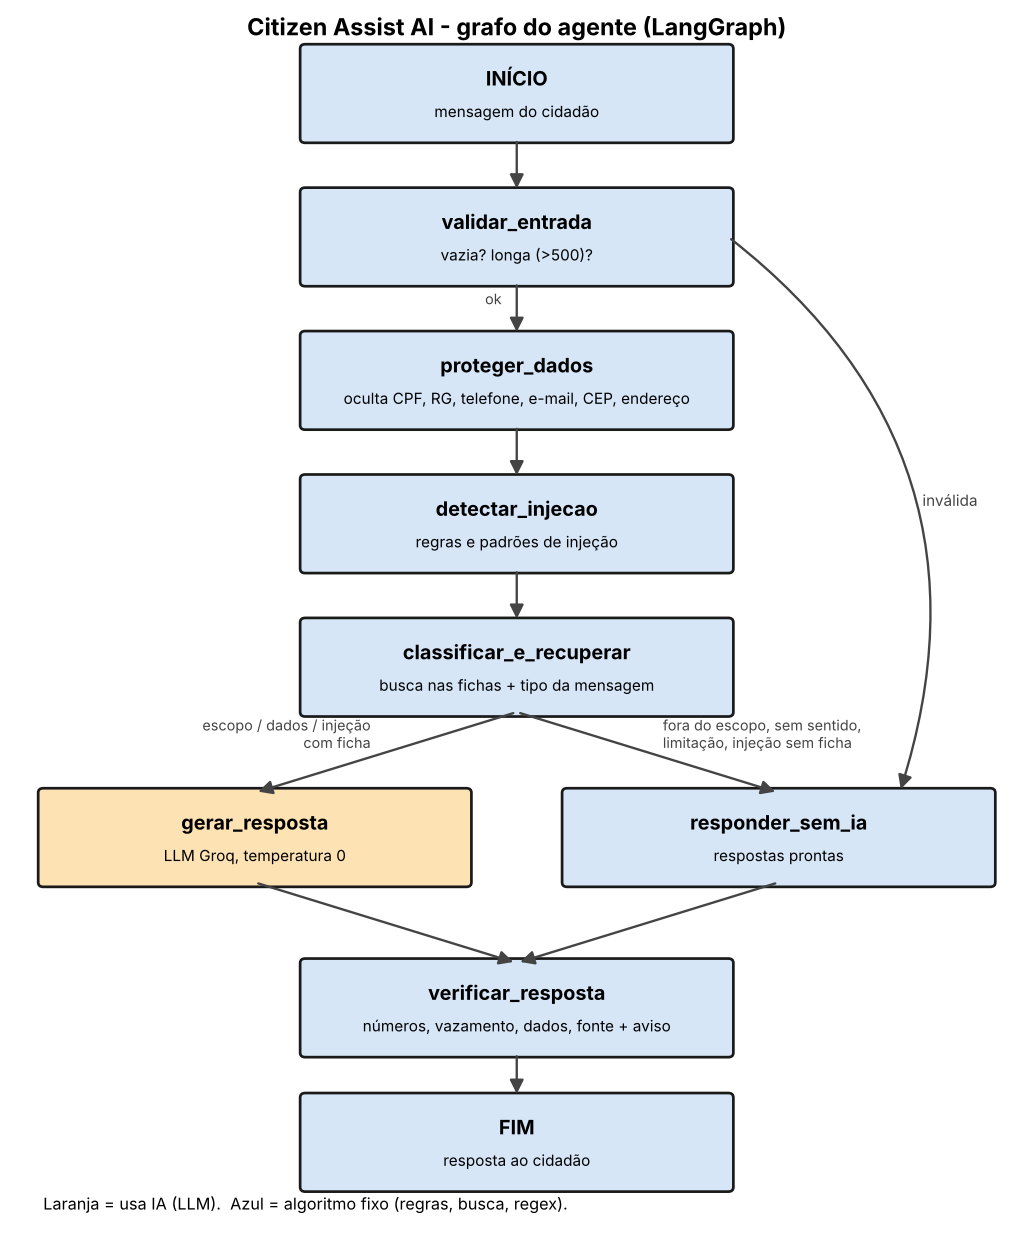 Citizen Assist AI - grafo do agente (LangGraph)
INÍCIO
mensagem do cidadão
validar_entrada
vazia? longa (>500)?
ok
proteger_dados
oculta CPF, RG, telefone, e-mail, CEP, endereço
detectar_injecao
regras e padrões de injeção
inválida
classificar_e_recuperar
busca nas fichas + tipo da mensagem
escopo / dados / injeção
com ficha
fora do escopo, sem sentido,
limitação, injeção sem ficha
gerar_resposta
LLM Groq, temperatura 0
responder_sem_ia
respostas prontas
verificar_resposta
números, vazamento, dados, fonte + aviso
FIM
resposta ao cidadão
Laranja = usa IA (LLM).  Azul = algoritmo fixo (regras, busca, regex).